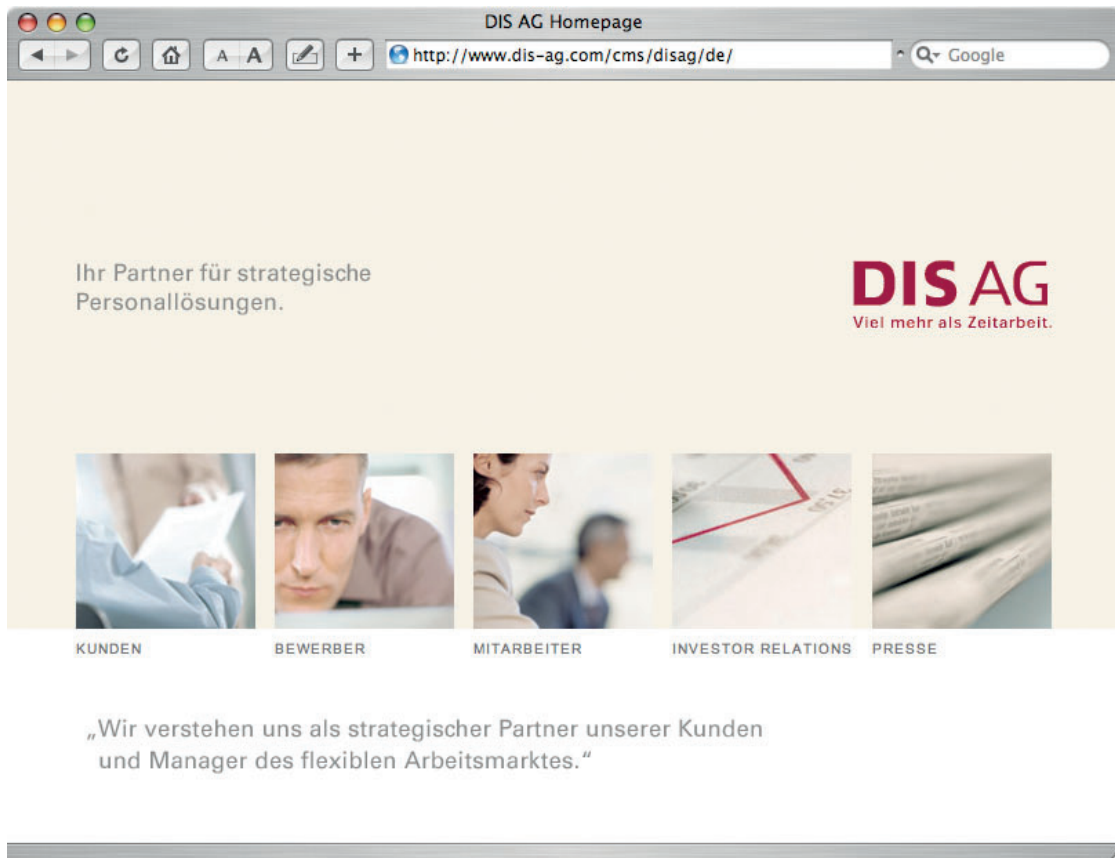 DIS AG Homepage
A A
http://www.dis-ag.com/cms/disag/de/
Google
Ihr Partner für strategische
Personallösungen.
DIS AG
Viel mehr als Zeitarbeit.
KUNDEN
BEWERBER
MITARBEITER
INVESTOR RELATIONS
PRESSE
„Wir verstehen uns als strategischer Partner unserer Kunden
und Manager des flexiblen Arbeitsmarktes.“